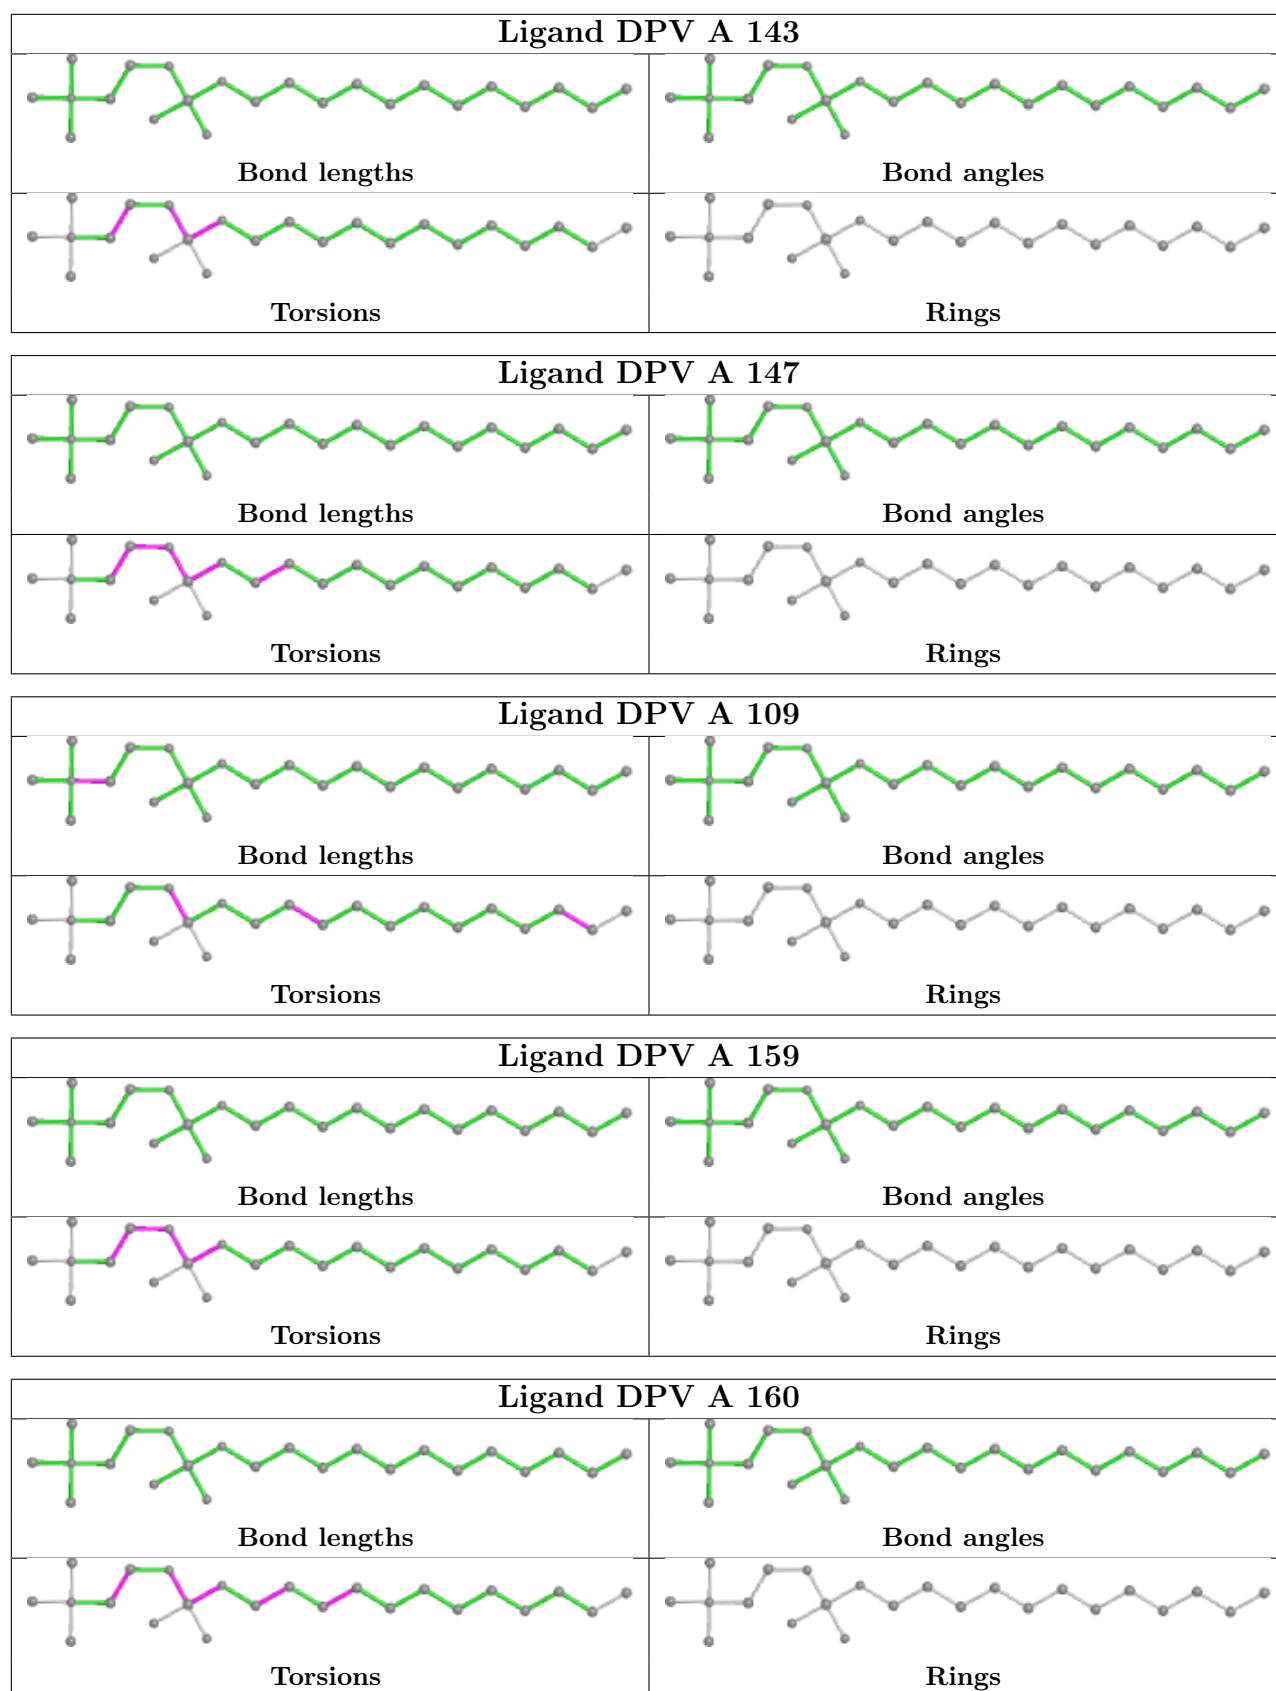 Ligand DPV A 143
Bond lengths
Bond angles
Torsions
Rings
Ligand DPV A 147
Bond lengths
Bond angles
Torsions
Rings
Ligand DPV A 109
Bond lengths
Bond angles
Torsions
Rings
Ligand DPV A 159
Bond lengths
Bond angles
Torsions
Rings
Ligand DPV A 160
Bond lengths
Bond angles
Torsions
Rings